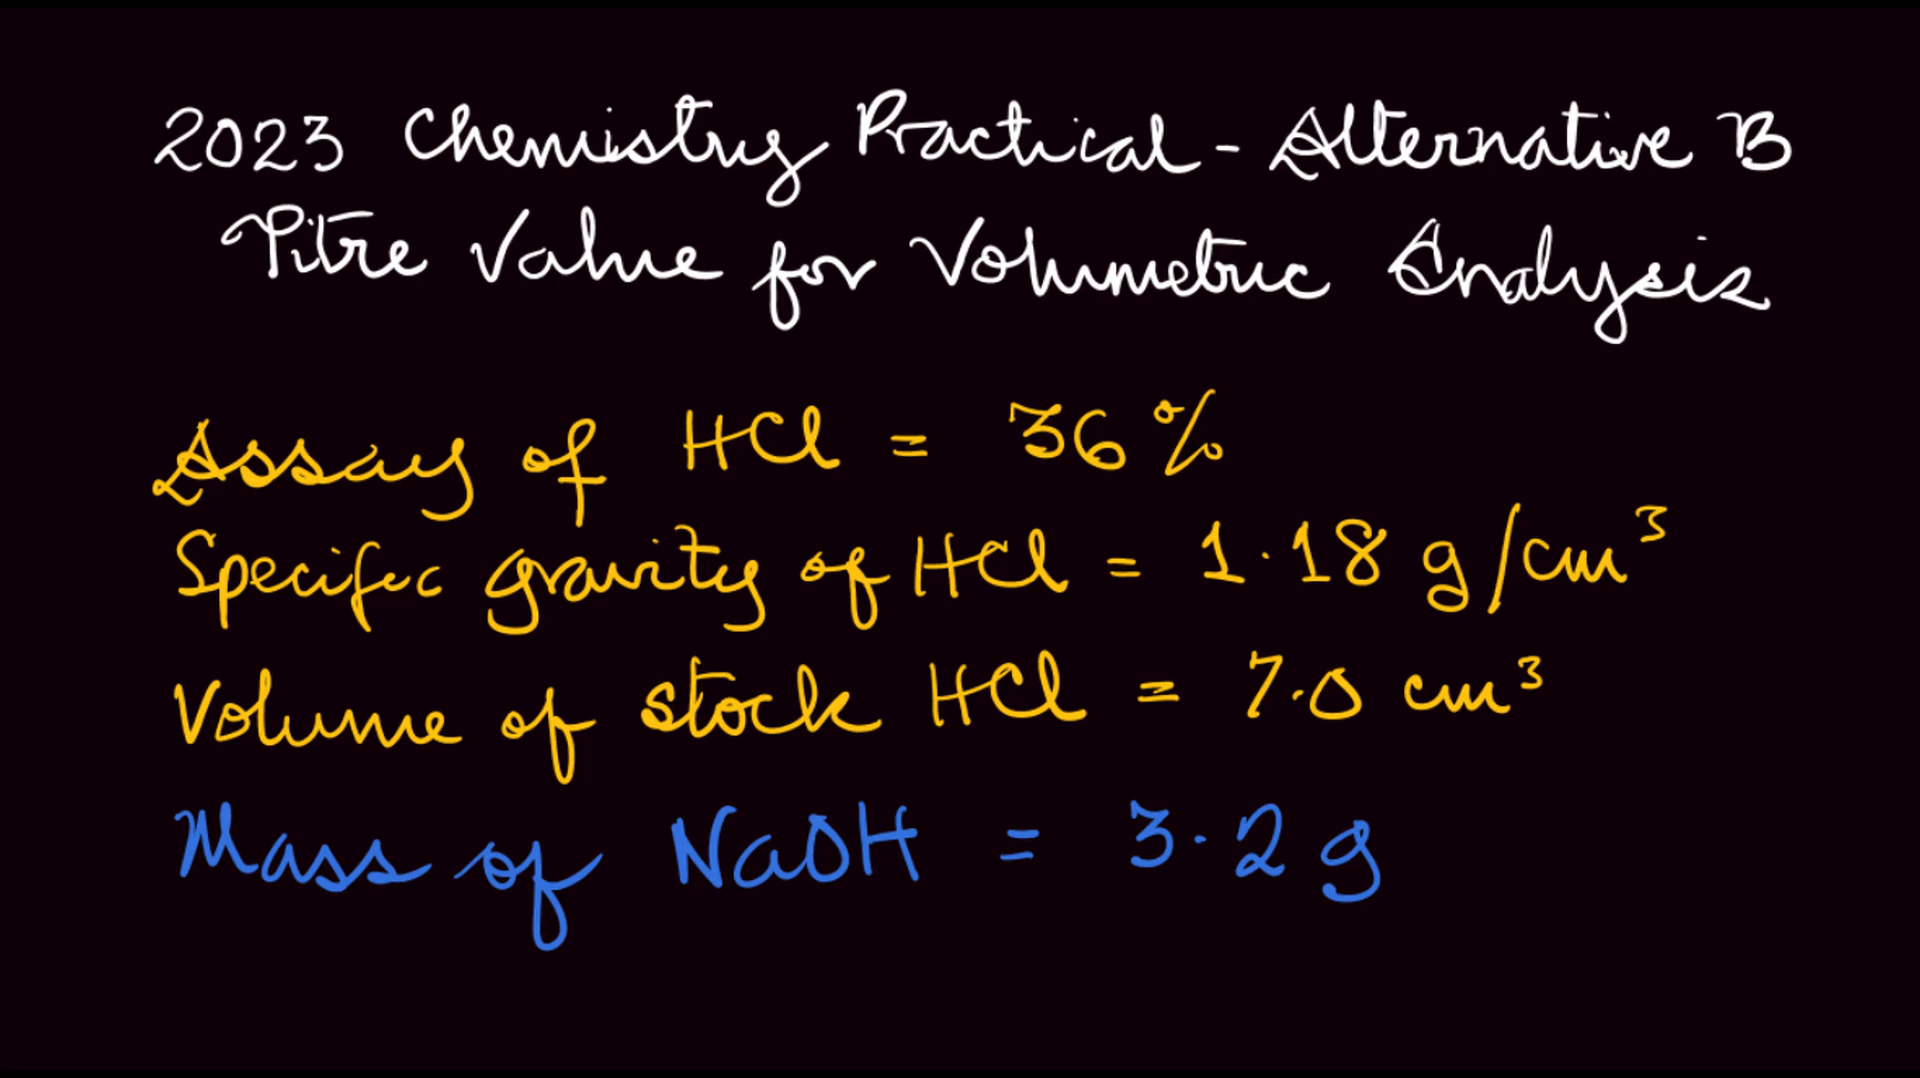 2023 Chemistry Practical - Alternative B
Titre Value for Volumetric Analysis
Assay of HCl = 36%
Specific gravity of HCl = 1.18 g/cm³
Volume of stock HCl = 7.0 cm³
Mass of NaOH = 3.2 g